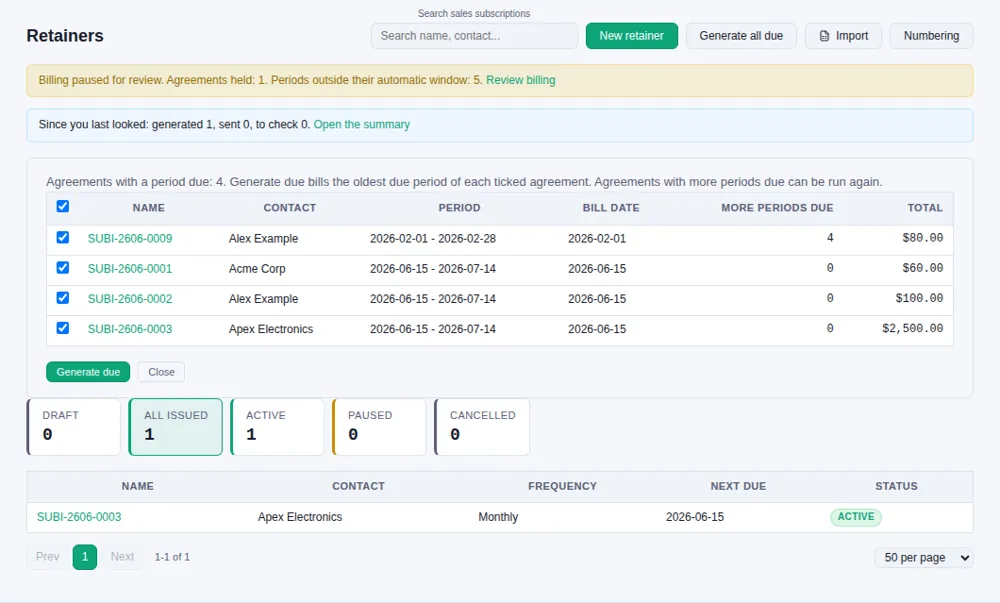 Search sales subscriptions
Retainers
Search name, contact...
New retainer
Generate all due
Import
Numbering
Billing paused for review. Agreements held: 1. Periods outside their automatic window: 5. Review billing
Since you last looked: generated 1, sent 0, to check 0. Open the summary
Agreements with a period due: 4. Generate due bills the oldest due period of each ticked agreement. Agreements with more periods due can be run again.
NAME CONTACT PERIOD BILL DATE MORE PERIODS DUE TOTAL
SUBI-2606-0009 Alex Example 2026-02-01 - 2026-02-28 2026-02-01 4 $80.00
SUBI-2606-0001 Acme Corp 2026-06-15 - 2026-07-14 2026-06-15 0 $60.00
SUBI-2606-0002 Alex Example 2026-06-15 - 2026-07-14 2026-06-15 0 $100.00
SUBI-2606-0003 Apex Electronics 2026-06-15 - 2026-07-14 2026-06-15 0 $2,500.00
Generate due Close
DRAFT ALL ISSUED ACTIVE PAUSED CANCELLED
0 1 1 0 0
NAME CONTACT FREQUENCY NEXT DUE STATUS
SUBI-2606-0003 Apex Electronics Monthly 2026-06-15 ACTIVE
Prev 1 Next 1-1 of 1 50 per page